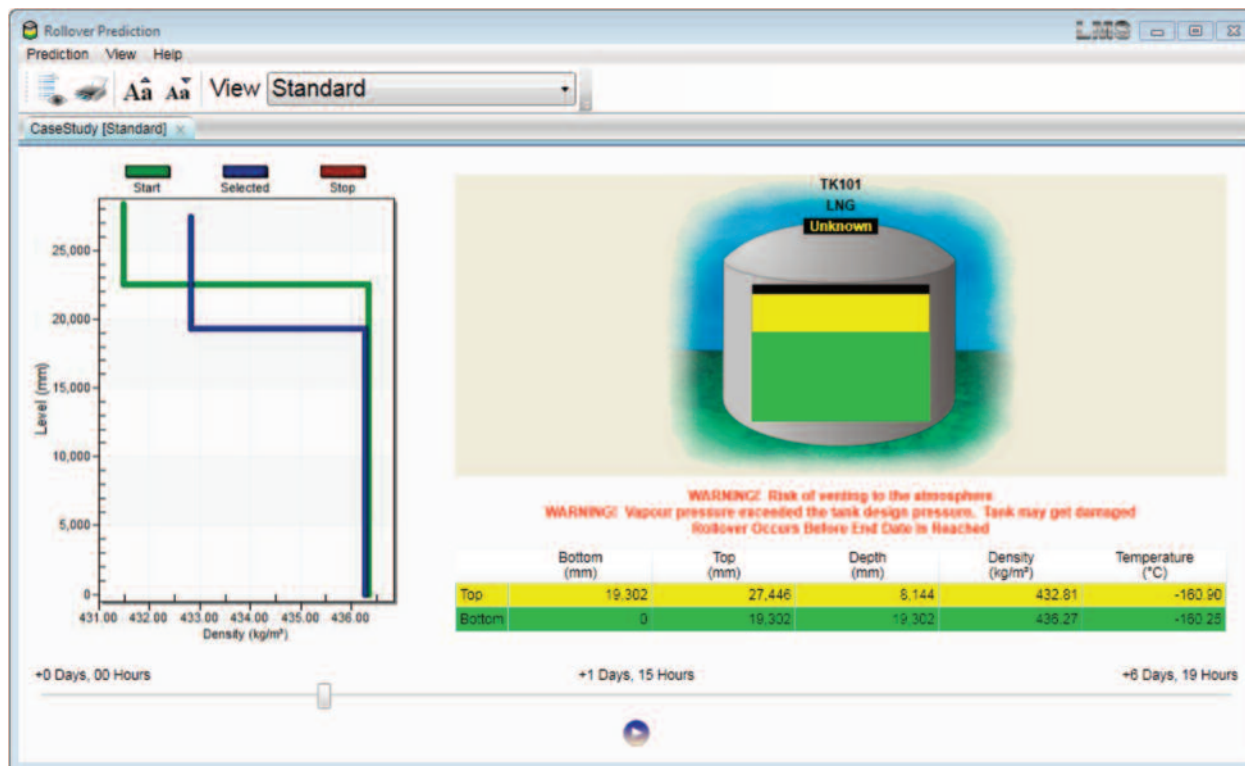 Rollover Prediction
LMS
Prediction View Help
Aa Aa View Standard
CaseStudy [Standard]
Start Selected Stop
25,000
20,000
15,000
10,000
5,000
0
Level (mm)
431.00 432.00 433.00 434.00 435.00 436.00
Density (kg/m³)
TK101
LNG
Unknown
WARNING! Risk of venting to the atmosphere
WARNING! Vapour pressure exceeded the tank design pressure. Tank may get damaged
Rollover Occurs Before End Date is Reached
Bottom (mm) Top (mm) Depth (mm) Density (kg/m³) Temperature (°C)
Top 19,302 27,446 8,144 432.81 -160.90
Bottom 0 19,302 19,302 436.27 -160.25
+0 Days, 00 Hours +1 Days, 15 Hours +6 Days, 19 Hours